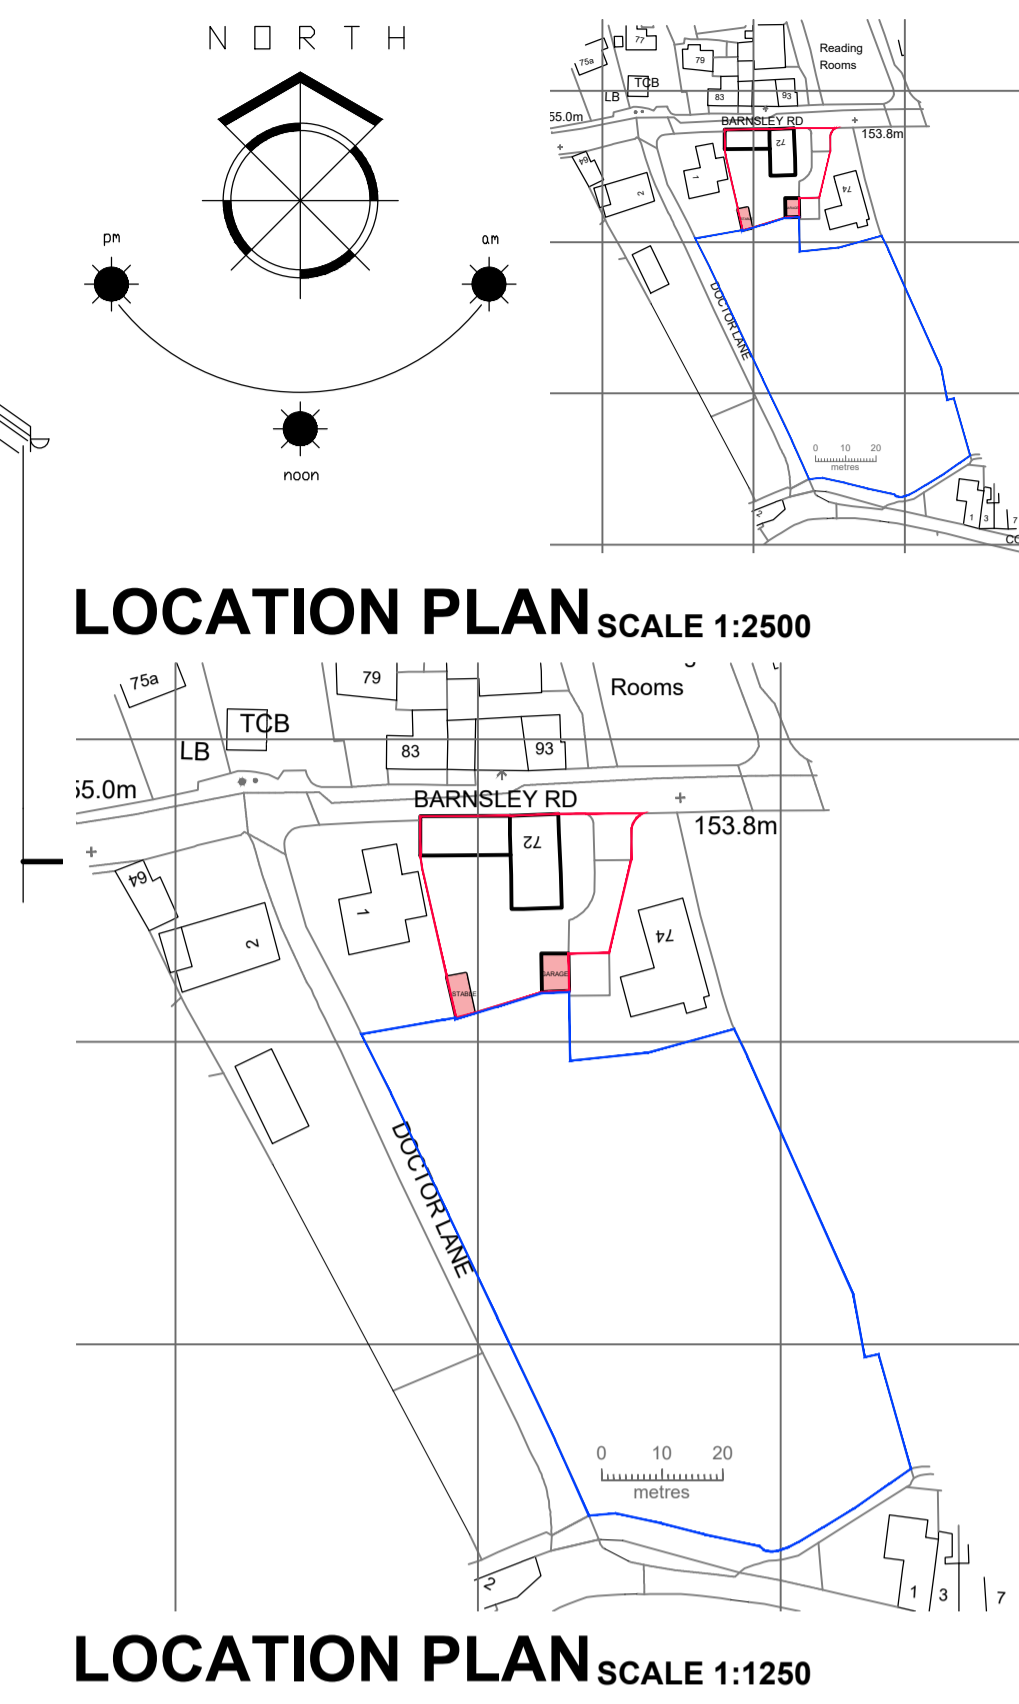 NORTH
pm
am
noon
75a
77
79
Reading
Rooms
TCB
LB
83
93
55.0m
BARNSLEY RD
153.8m
64
2
1
72
74
DOCTOR LANE
0 10 20
metres
2
1 3 7
CO
LOCATION PLAN SCALE 1:2500
75a
79
Rooms
TCB
LB
83
93
55.0m
BARNSLEY RD
153.8m
72
64
1
2
74
GARAGE
STABLE
DOCTOR LANE
0 10 20
metres
2
1 3 7
LOCATION PLAN SCALE 1:1250